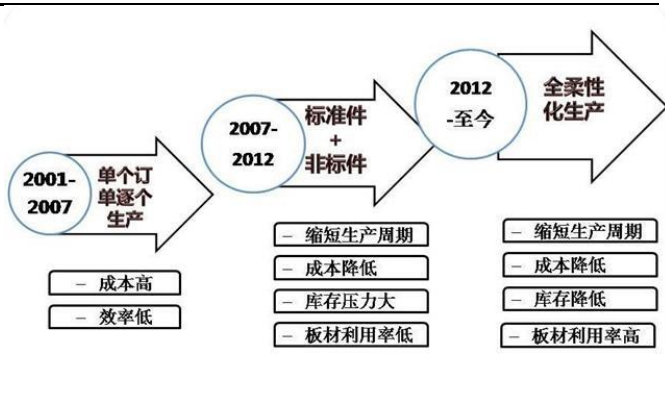 2001-
2007
单个订
单逐个
生产
– 成本高
– 效率低
2007-
2012
标准件
+
非标件
– 缩短生产周期
– 成本降低
– 库存压力大
– 板材利用率低
2012
-至今
全柔性
化生产
– 缩短生产周期
– 成本降低
– 库存降低
– 板材利用率高